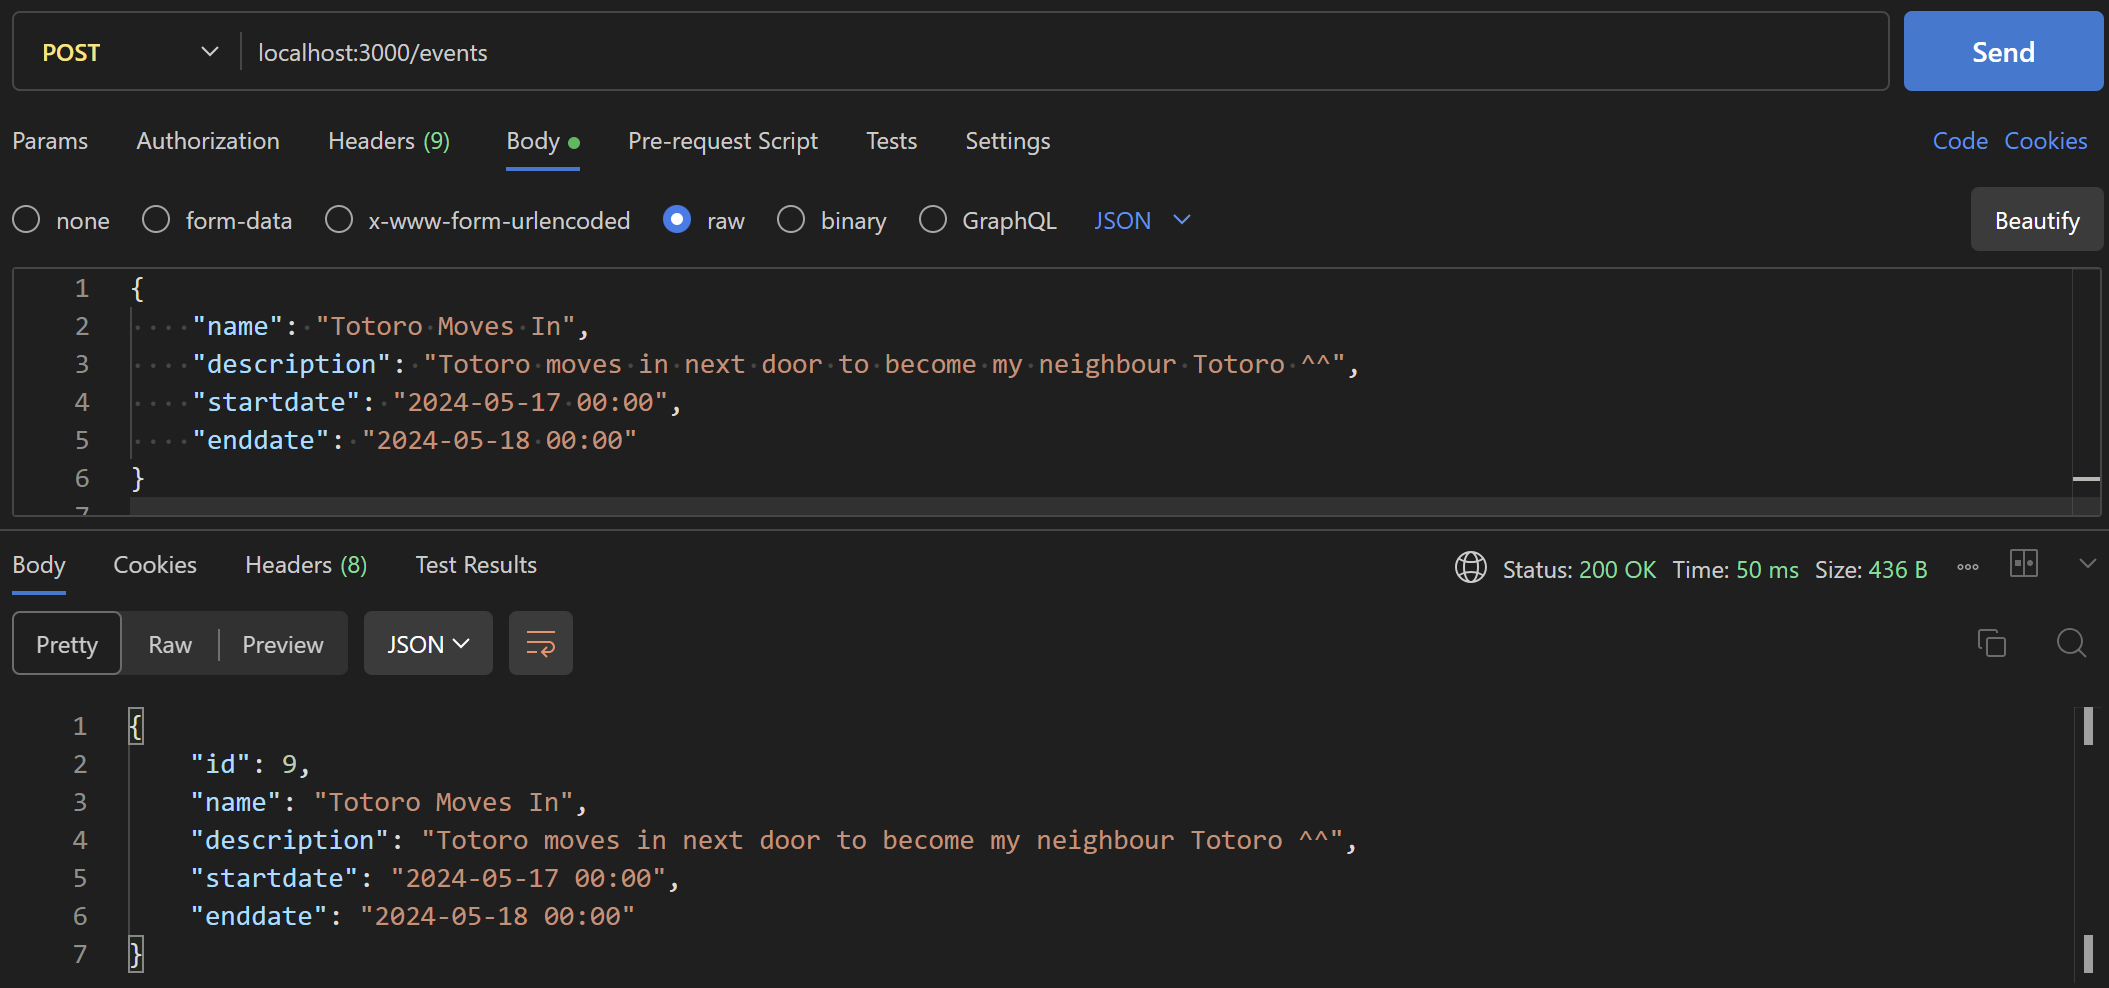 POST localhost:3000/events Send
Params Authorization Headers (9) Body Pre-request Script Tests Settings Code Cookies
none form-data x-www-form-urlencoded raw binary GraphQL JSON Beautify
1 {
2 "name": "Totoro Moves In",
3 "description": "Totoro moves in next door to become my neighbour Totoro ^^",
4 "startdate": "2024-05-17 00:00",
5 "enddate": "2024-05-18 00:00"
6 }
7
Body Cookies Headers (8) Test Results Status: 200 OK Time: 50 ms Size: 436 B
Pretty Raw Preview JSON
1 {
2 "id": 9,
3 "name": "Totoro Moves In",
4 "description": "Totoro moves in next door to become my neighbour Totoro ^^",
5 "startdate": "2024-05-17 00:00",
6 "enddate": "2024-05-18 00:00"
7 }